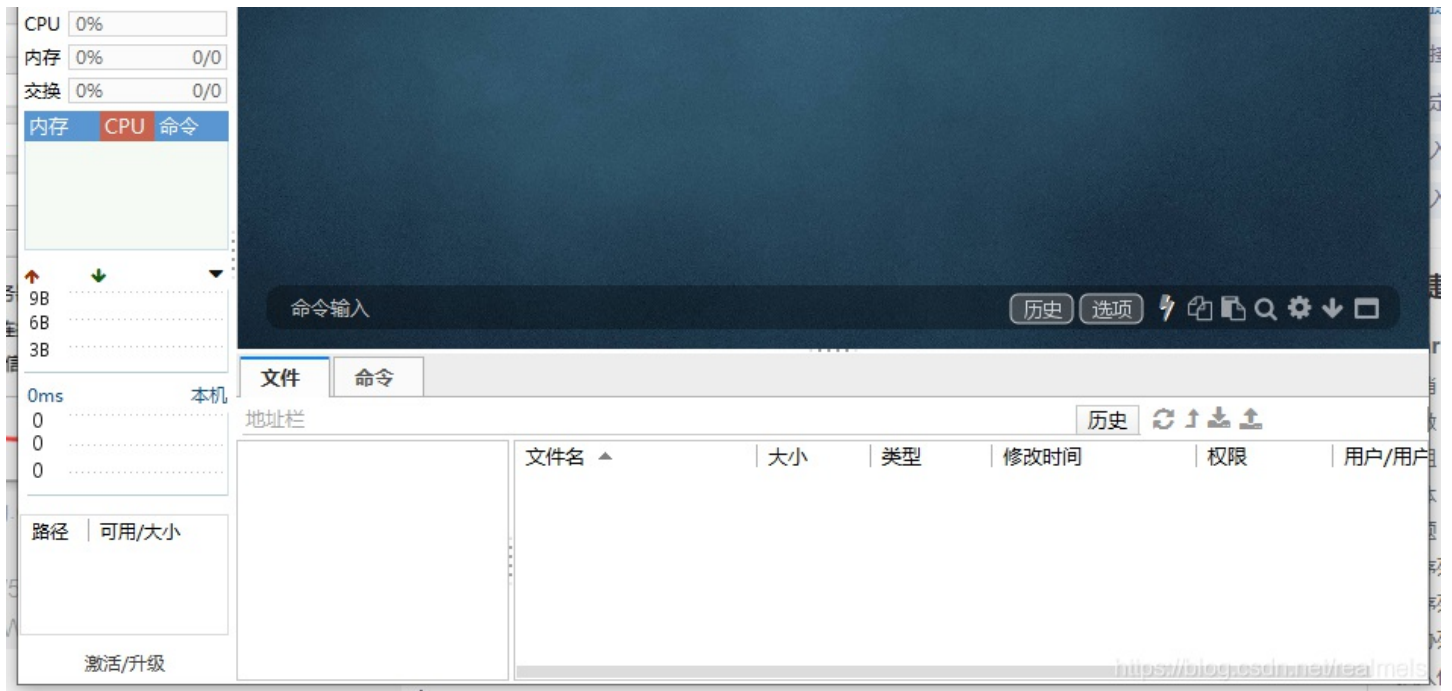 CPU 0%
内存 0% 0/0
交换 0% 0/0
内存 CPU 命令
9B
6B
3B
0ms 本机
0
0
0
路径 可用/大小
激活/升级
命令输入 历史 选项
文件 命令
地址栏 历史
文件名 大小 类型 修改时间 权限 用户/用户
https://blog.csdn.net/realmels